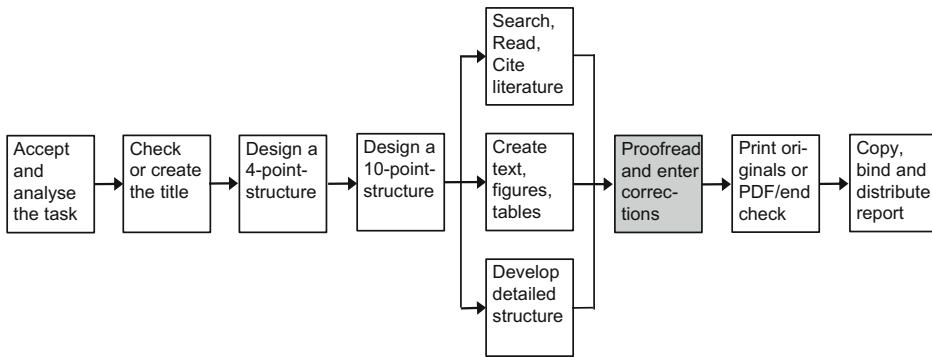 Accept
and
analyse
the task
Check
or create
the title
Design a
4-point-
structure
Design a
10-point-
structure
Search,
Read,
Cite
literature
Create
text,
figures,
tables
Develop
detailed
structure
Proofread
and enter
correc-
tions
Print ori-
ginals or
PDF/end
check
Copy,
bind and
distribute
report